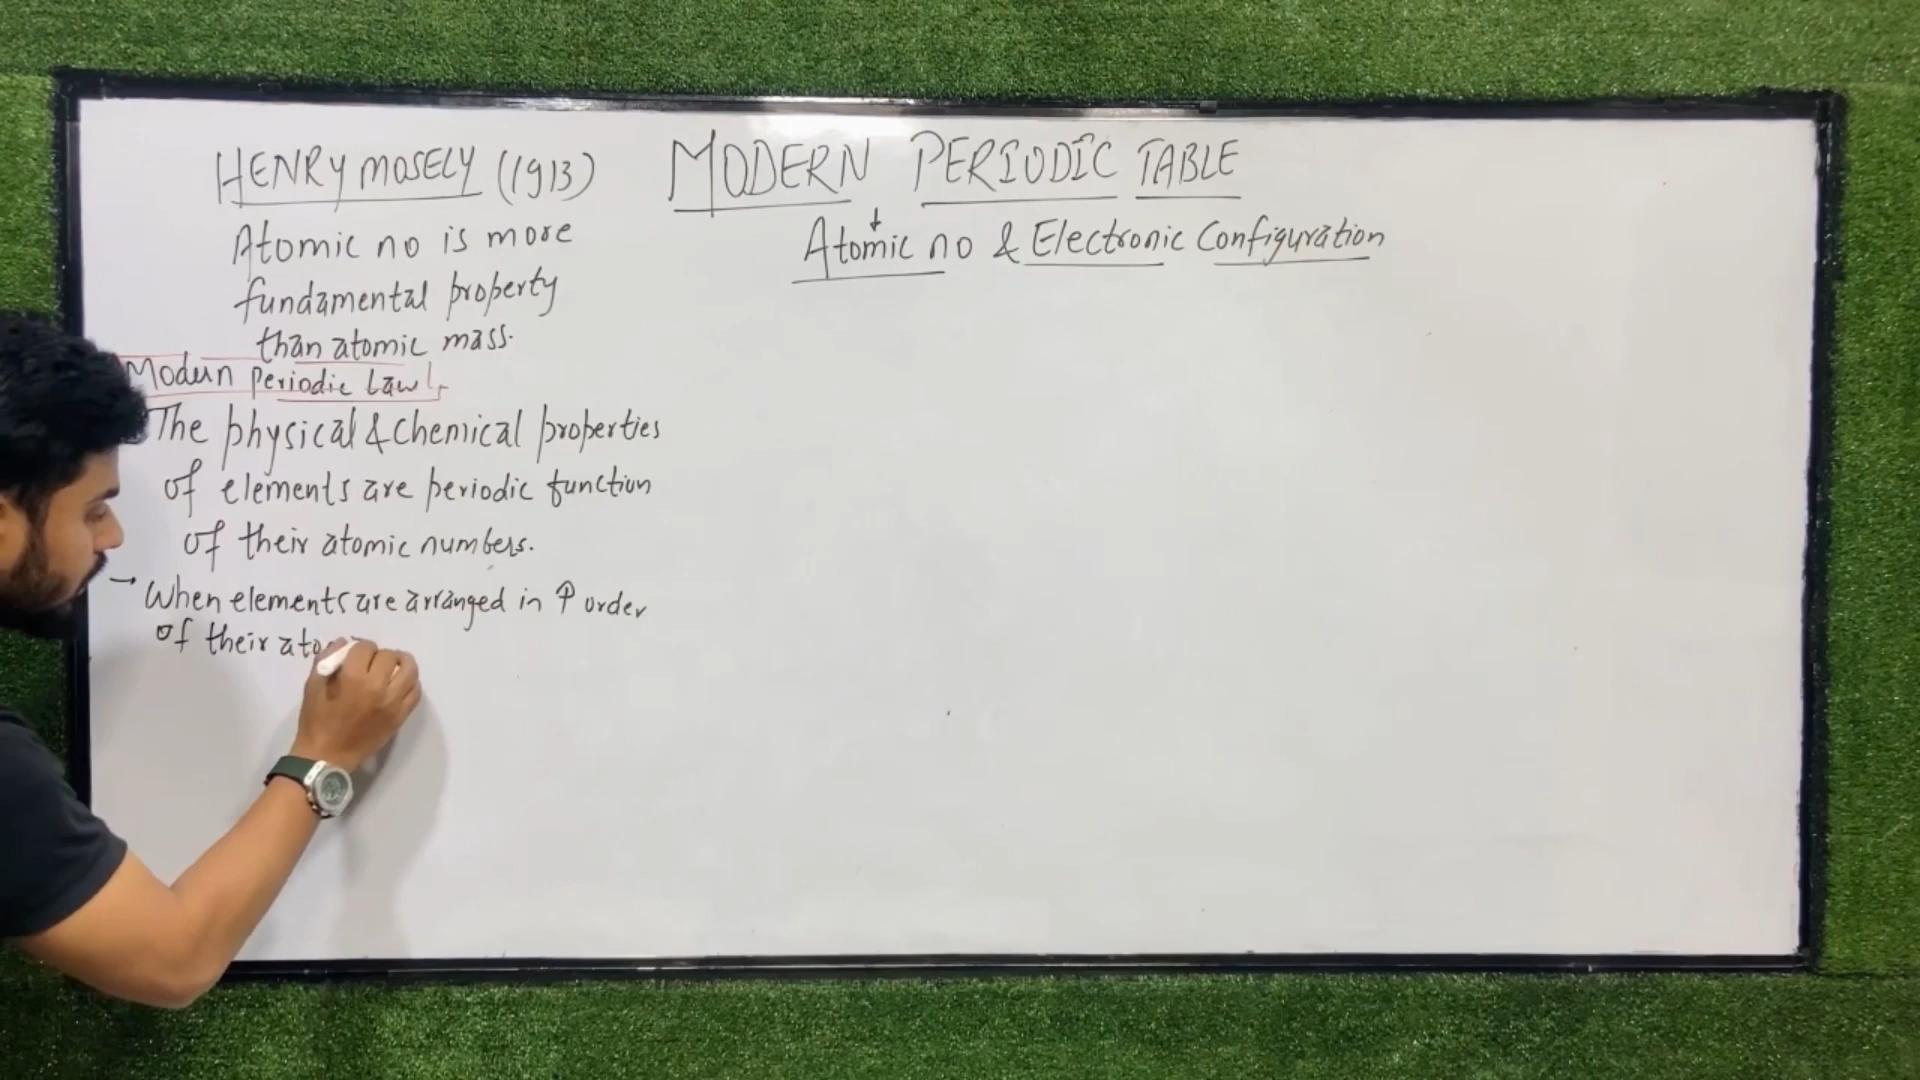 HENRY MOSELY (1913)
Atomic no is more
fundamental property
than atomic mass.
Modern Periodic Law
The physical & chemical properties
of elements are periodic function
of their atomic numbers.
→ When elements are arranged in ↑ order
of their ato
MODERN PERIODIC TABLE
↓
Atomic no & Electronic Configuration